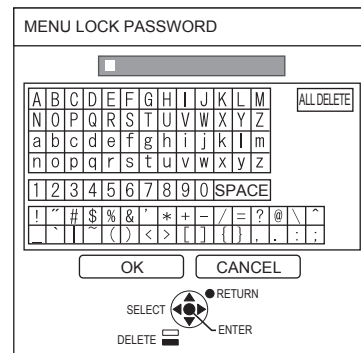 MENU LOCK PASSWORD
A B C D E F G H I J K L M ALL DELETE
N O P Q R S T U V W X Y Z
a b c d e f g h i j k l m
n o p q r s t u v w x y z
1 2 3 4 5 6 7 8 9 0 SPACE
! ˜ # $ % & ' * + - / = ? @ \ ^
_ ` | ~ ( ) < > [ ] { } , . : ;
OK CANCEL
RETURN
SELECT
ENTER
DELETE